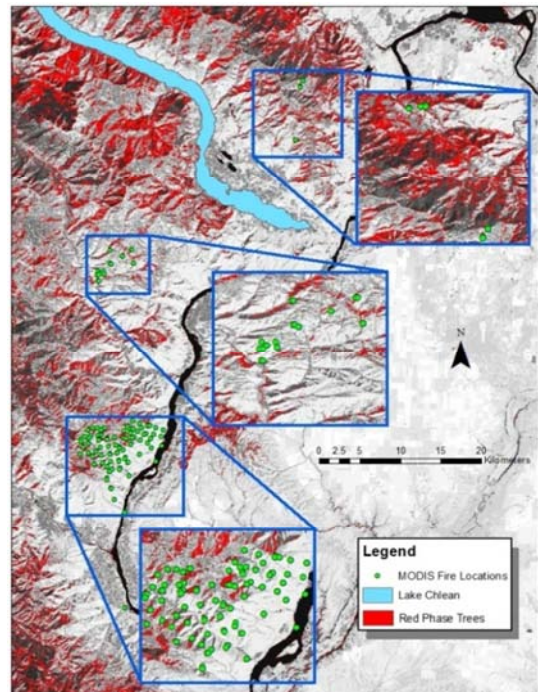 N
0 2.5 5 10 15 20
Kilometers
Legend
MODIS Fire Locations
Lake Chlean
Red Phase Trees